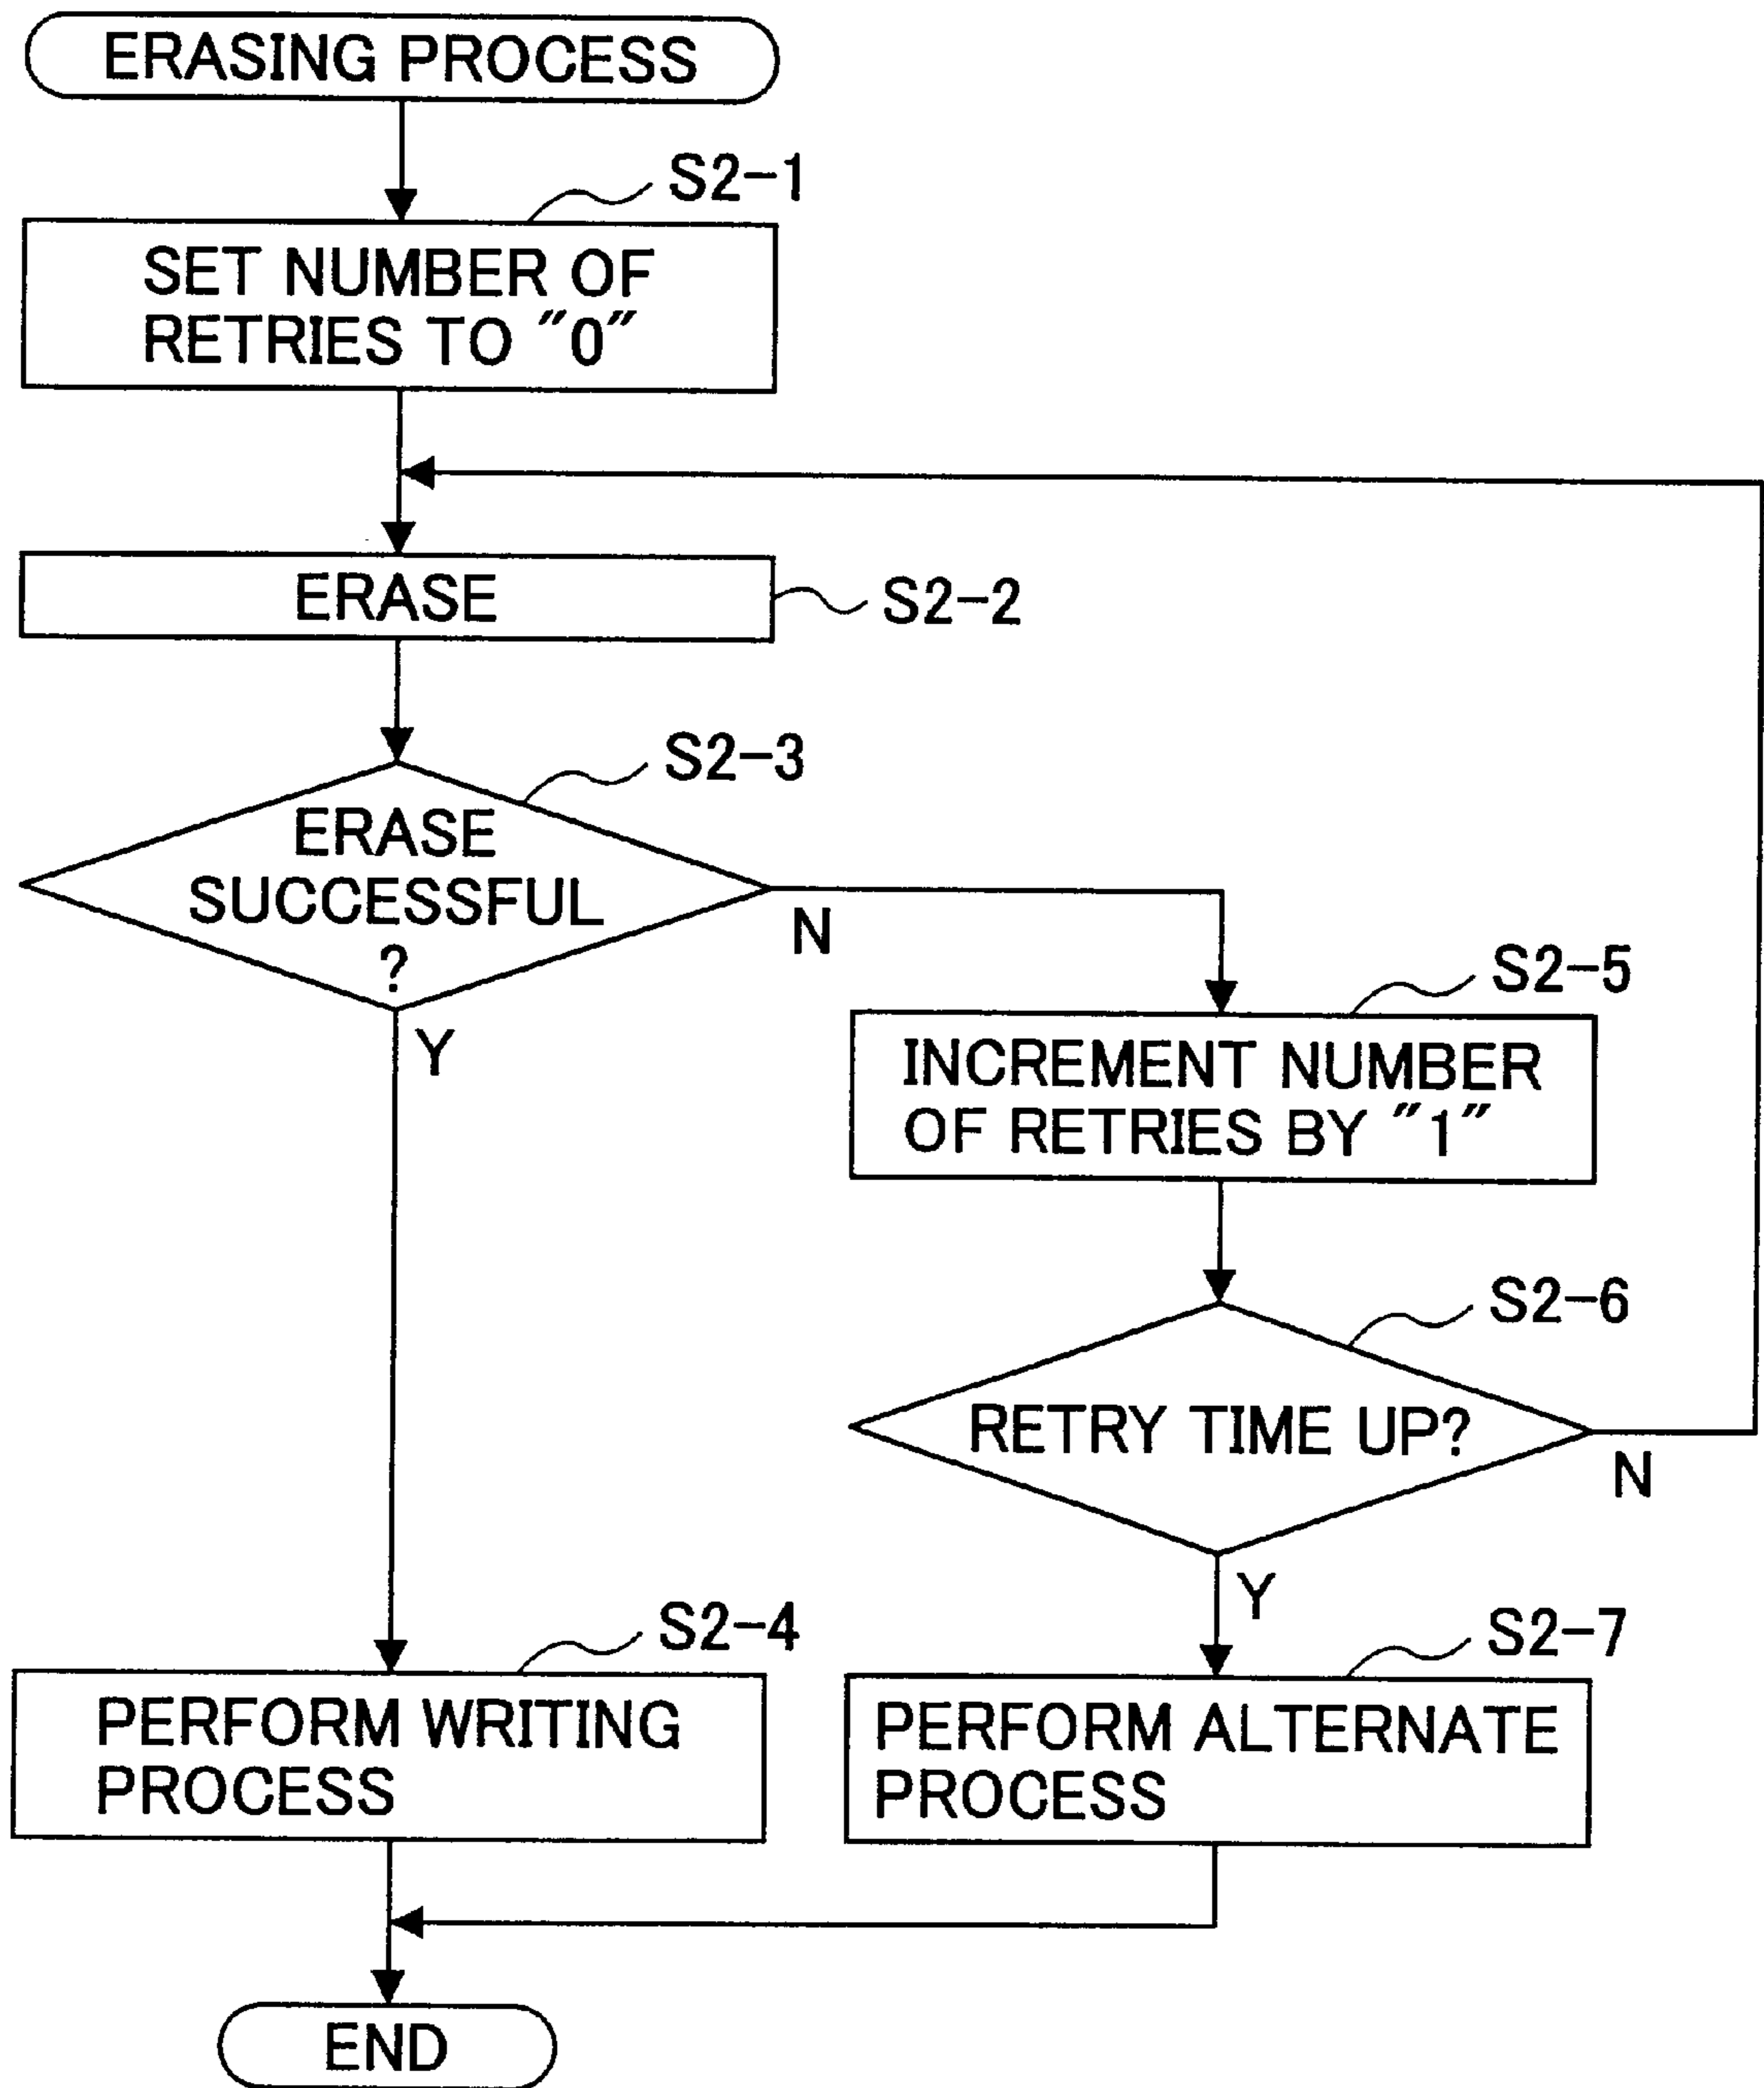 ERASING PROCESS
S2-1
SET NUMBER OF
RETRIES TO "0"
ERASE
S2-2
S2-3
ERASE
SUCCESSFUL
?
N
Y
S2-5
INCREMENT NUMBER
OF RETRIES BY "1"
S2-6
RETRY TIME UP?
N
Y
S2-4
PERFORM WRITING
PROCESS
S2-7
PERFORM ALTERNATE
PROCESS
END